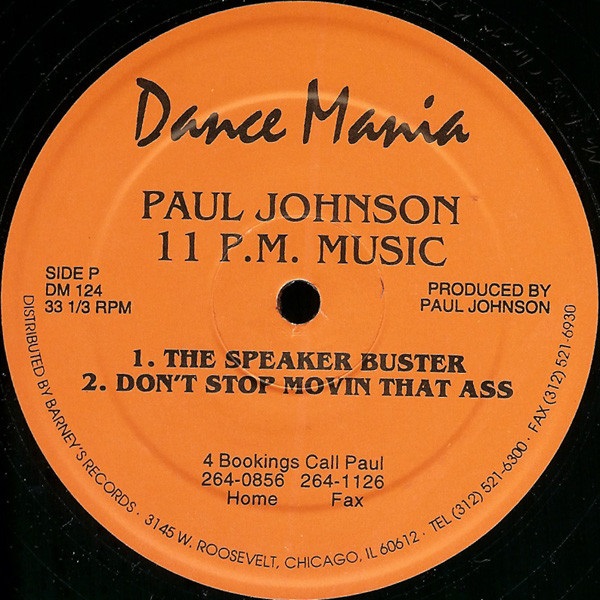 Dance Mania
PAUL JOHNSON
11 P.M. MUSIC
SIDE P
DM 124
33 1/3 RPM
PRODUCED BY
PAUL JOHNSON
1. THE SPEAKER BUSTER
2. DON'T STOP MOVIN THAT ASS
4 Bookings Call Paul
264-0856 264-1126
Home Fax
DISTRIBUTED BY BARNEY'S RECORDS · 3145 W. ROOSEVELT, CHICAGO, IL 60612 · TEL (312) 521-6300 · FAX (312) 521-6930